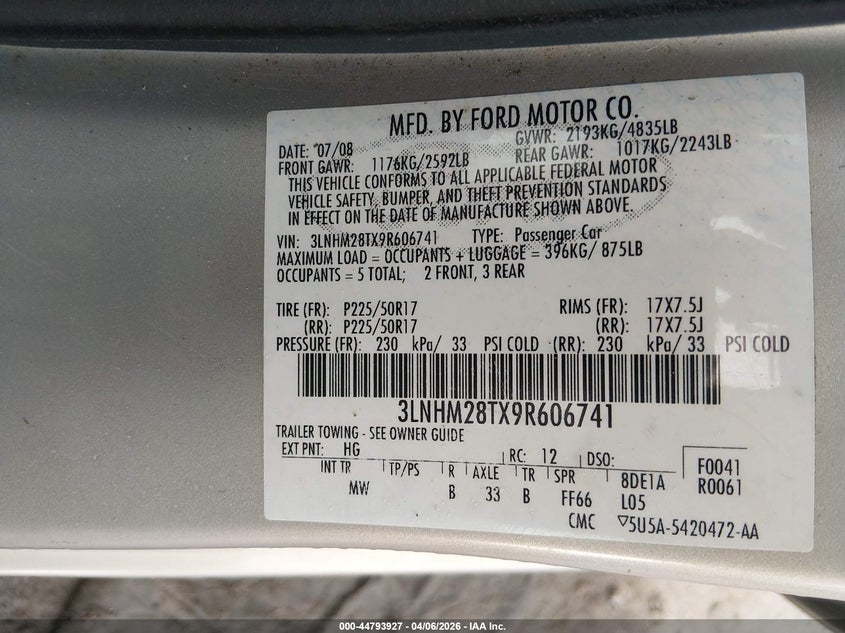 MFD. BY FORD MOTOR CO.
DATE: 07/08 GVWR: 2193KG/4835LB
FRONT GAWR: 1176KG/2592LB REAR GAWR: 1017KG/2243LB
THIS VEHICLE CONFORMS TO ALL APPLICABLE FEDERAL MOTOR
VEHICLE SAFETY, BUMPER, AND THEFT PREVENTION STANDARDS
IN EFFECT ON THE DATE OF MANUFACTURE SHOWN ABOVE.
VIN: 3LNHM28TX9R606741 TYPE: Passenger Car
MAXIMUM LOAD = OCCUPANTS + LUGGAGE = 396KG/ 875LB
OCCUPANTS = 5 TOTAL; 2 FRONT, 3 REAR
TIRE (FR): P225/50R17 RIMS (FR): 17X7.5J
(RR): P225/50R17 (RR): 17X7.5J
PRESSURE (FR): 230 kPa/ 33 PSI COLD (RR): 230 kPa/ 33 PSI COLD
3LNHM28TX9R606741
TRAILER TOWING - SEE OWNER GUIDE
EXT PNT: HG RC: 12 DSO: F0041
INT TR TP/PS R AXLE TR SPR 8DE1A R0061
MW B 33 B FF66 L05
CMC ▽5U5A-5420472-AA
000-44793927 - 04/06/2026 - IAA Inc.